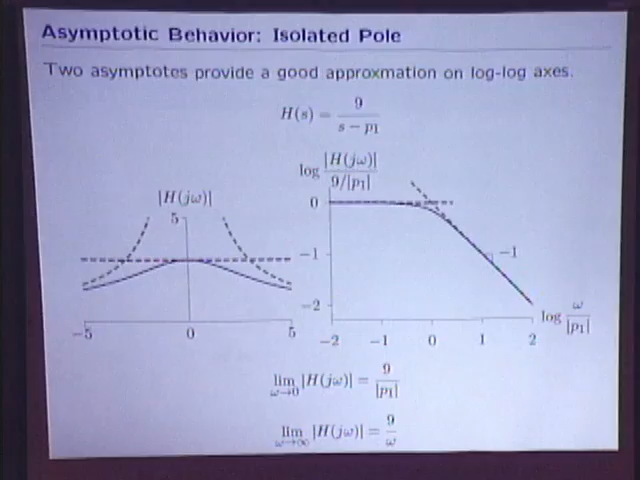 Asymptotic Behavior: Isolated Pole
Two asymptotes provide a good approxmation on log-log axes.
H(s) = 9 / (s − p₁)
|H(jω)|
5
−5 0 5
log |H(jω)| / (9/|p₁|)
0
−1
−2
−1
−2 −1 0 1 2
log ω / |p₁|
lim ω→0 |H(jω)| = 9 / |p₁|
lim ω→∞ |H(jω)| = 9 / ω